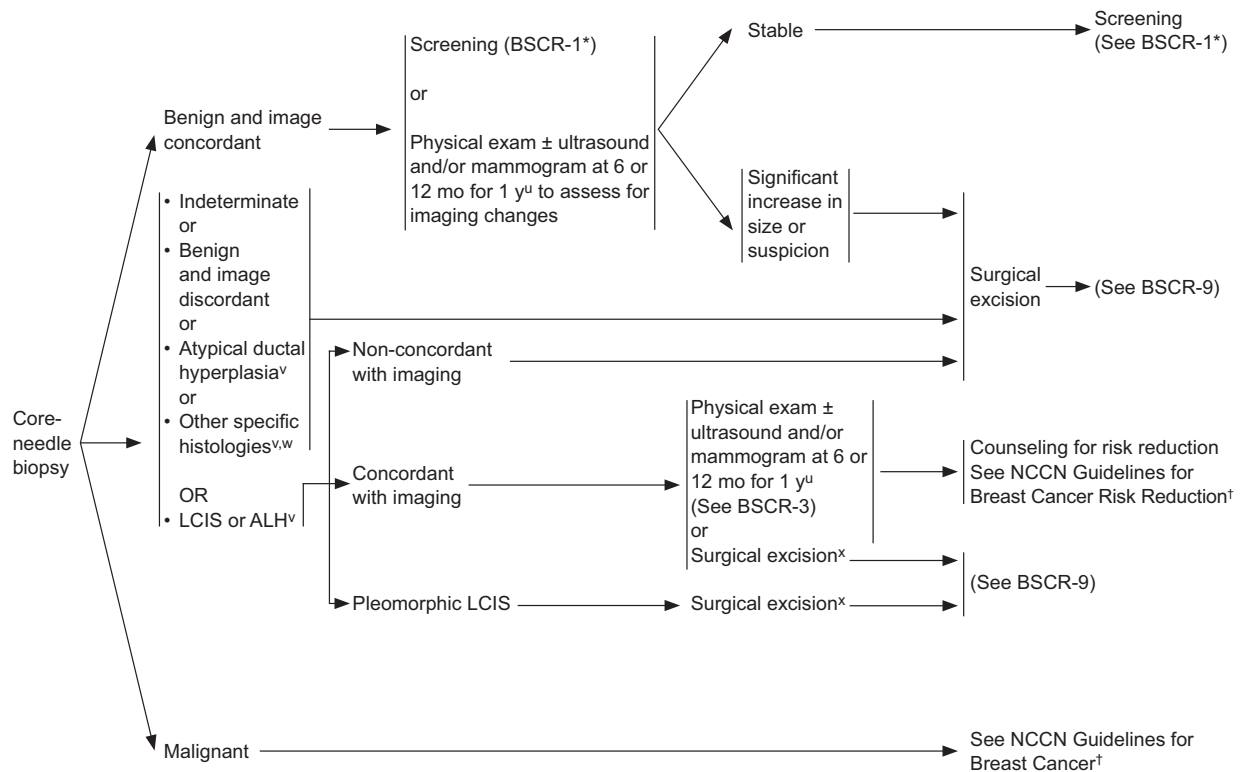 Stable
Screening
(See BSCR-1*)
Screening (BSCR-1*)
or
Physical exam ± ultrasound
and/or mammogram at 6 or
12 mo for 1 yᵘ to assess for
imaging changes
Benign and image
concordant
Significant
increase in
size or
suspicion
• Indeterminate
or
• Benign
and image
discordant
or
• Atypical ductal
hyperplasiaᵛ
or
• Other specific
histologiesᵛ,ʷ
OR
• LCIS or ALHᵛ
Surgical
excision
(See BSCR-9)
Non-concordant
with imaging
Core-
needle
biopsy
Concordant
with imaging
Physical exam ±
ultrasound and/or
mammogram at 6 or
12 mo for 1 yᵘ
(See BSCR-3)
or
Surgical excisionˣ
Counseling for risk reduction
See NCCN Guidelines for
Breast Cancer Risk Reduction†
(See BSCR-9)
Pleomorphic LCIS
Surgical excisionˣ
Malignant
See NCCN Guidelines for
Breast Cancer†